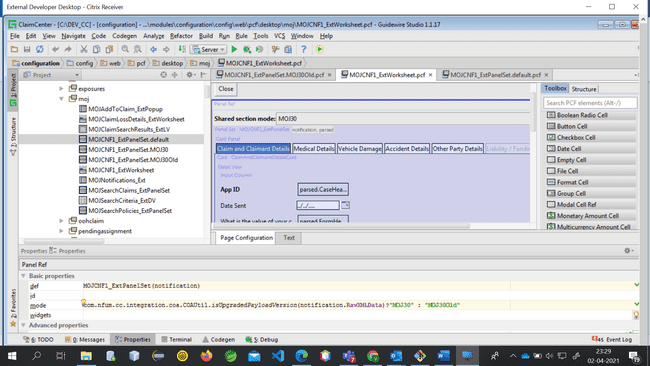 External Developer Desktop - Citrix Receiver
ClaimCenter - [C:\DEV_CC] - [configuration] - ...\modules\configuration\config\web\pcf\desktop\moj\MOJCNF1_ExtWorksheet.pcf - Guidewire Studio 1.1.17
File Edit View Navigate Code Codegen Analyze Refactor Build Run Tools VCS Window Help
Server
configuration config web pcf desktop moj MOJCNF1_ExtWorksheet.pcf
Project
MOJCNF1_ExtPanelSet.MOJ30Old.pcf MOJCNF1_ExtWorksheet.pcf MOJCNF1_ExtPanelSet.default.pcf
1: Project
7: Structure
2: Favorites
exposures
moj
MOJAddToClaim_ExtPopup
MOJClaimLossDetails_ExtWorksheet
MOJClaimSearchResults_ExtLV
MOJCNF1_ExtPanelSet.default
MOJCNF1_ExtPanelSet.MOJ30
MOJCNF1_ExtPanelSet.MOJ30Old
MOJCNF1_ExtWorksheet
MOJNotifications_Ext
MOJSearchClaims_ExtPanelSet
MOJSearchCriteria_ExtDV
MOJSearchPolicies_ExtPanelSet
oohclaim
pendingassignment
Close
Panel Ref
Shared section mode: MOJ30
Panel Set : MOJCNF1_ExtPanelSet notification, parsed
Card Panel
Claim and Claimant Details Medical Details Vehicle Damage Accident Details Other Party Details Liability / Fundin
Card : ClaimAndClaimantDetailsCard
Detail View
Input Column
App ID parsed.CaseHea...
Date Sent ../../....
What is the value of your c... parsed.FormHe...
Page Configuration Text
Toolbox Structure
Search PCF elements (Alt-/)
Boolean Radio Cell
Button Cell
Checkbox Cell
Date Cell
Empty Cell
File Cell
Format Cell
Group Cell
Modal Cell Ref
Monetary Amount Cell
Multicurrency Amount Cell
Properties Properties
Panel Ref
Basic properties
def MOJCNF1_ExtPanelSet(notification)
id
mode com.nfum.cc.integration.coa.COAUtil.isUpgradedPayloadVersion(notification.RawXMLData)?"MOJ30" : "MOJ30Old"
widgets
Advanced properties
6: TODO 0: Messages Properties Terminal Codegen 5: Debug Event Log
23:29
02-04-2021